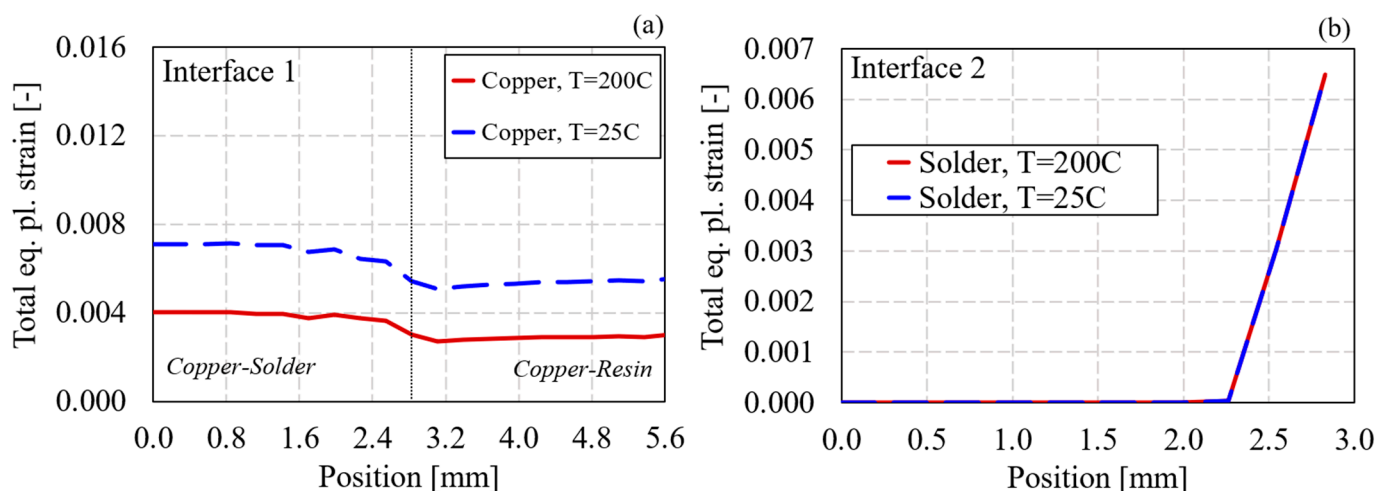 (a)
Total eq. pl. strain [-]
0.016
0.012
0.008
0.004
0.000
Interface 1
Copper, T=200C
Copper, T=25C
Copper-Solder
Copper-Resin
0.0 0.8 1.6 2.4 3.2 4.0 4.8 5.6
Position [mm]
(b)
Total eq. pl. strain [-]
0.007
0.006
0.005
0.004
0.003
0.002
0.001
0.000
Interface 2
Solder, T=200C
Solder, T=25C
0.0 0.5 1.0 1.5 2.0 2.5 3.0
Position [mm]